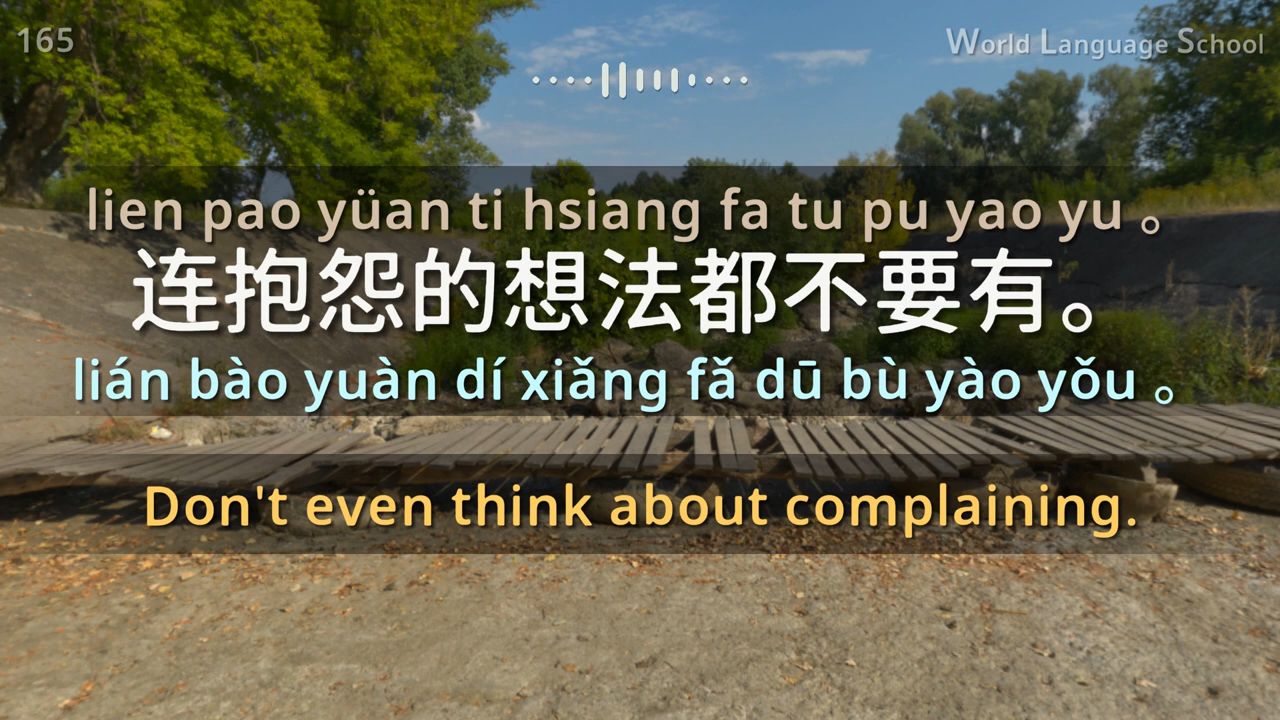 165
World Language School
lien pao yüan ti hsiang fa tu pu yao yu 。
连抱怨的想法都不要有。
lián bào yuàn dí xiǎng fǎ dū bù yào yǒu 。
Don't even think about complaining.